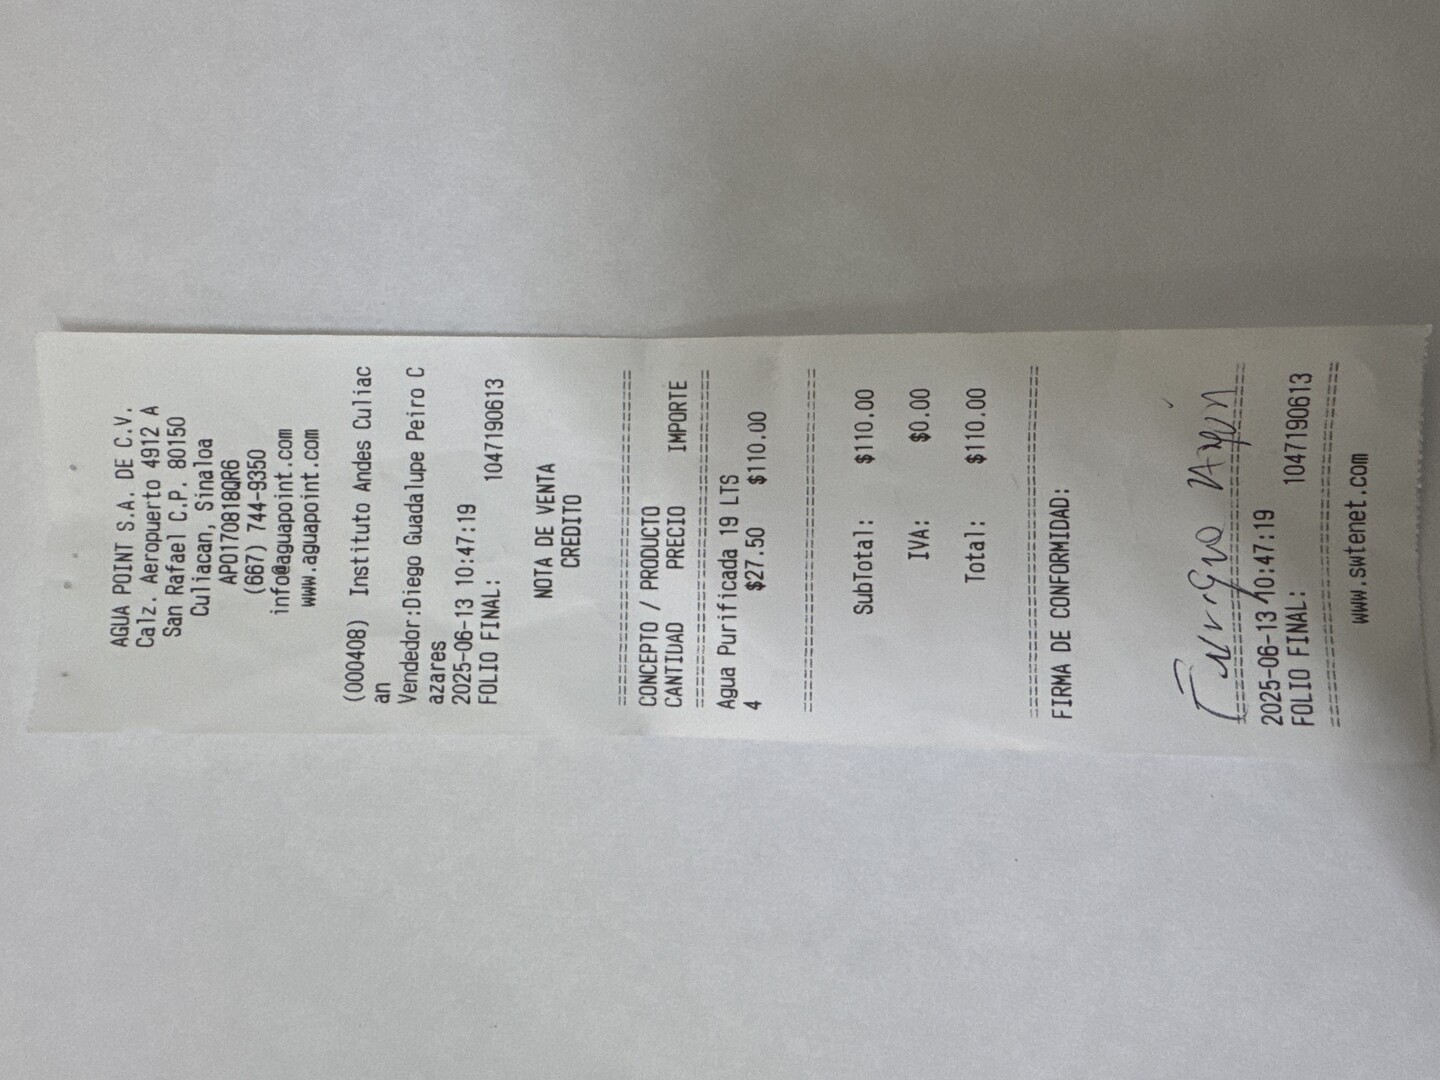 AGUA POINT S.A. DE C.V.
Calz. Aeropuerto 4912 A
San Rafael C.P. 80150
Culiacan, Sinaloa
APO170818QR6
(667) 744-9350
info@aguapoint.com
www.aguapoint.com
(000408) Instituto Andes Culiac
an
Vendedor:Diego Guadalupe Peiro C
azares
2025-06-13 10:47:19
FOLIO FINAL: 1047190613
NOTA DE VENTA
CREDITO
================================
CONCEPTO / PRODUCTO
CANTIDAD PRECIO IMPORTE
================================
Agua Purificada 19 LTS
4 $27.50 $110.00
================================
SubTotal: $110.00
IVA: $0.00
Total: $110.00
================================
FIRMA DE CONFORMIDAD:
================================
2025-06-13 10:47:19
FOLIO FINAL: 1047190613
================================
www.swtenet.com